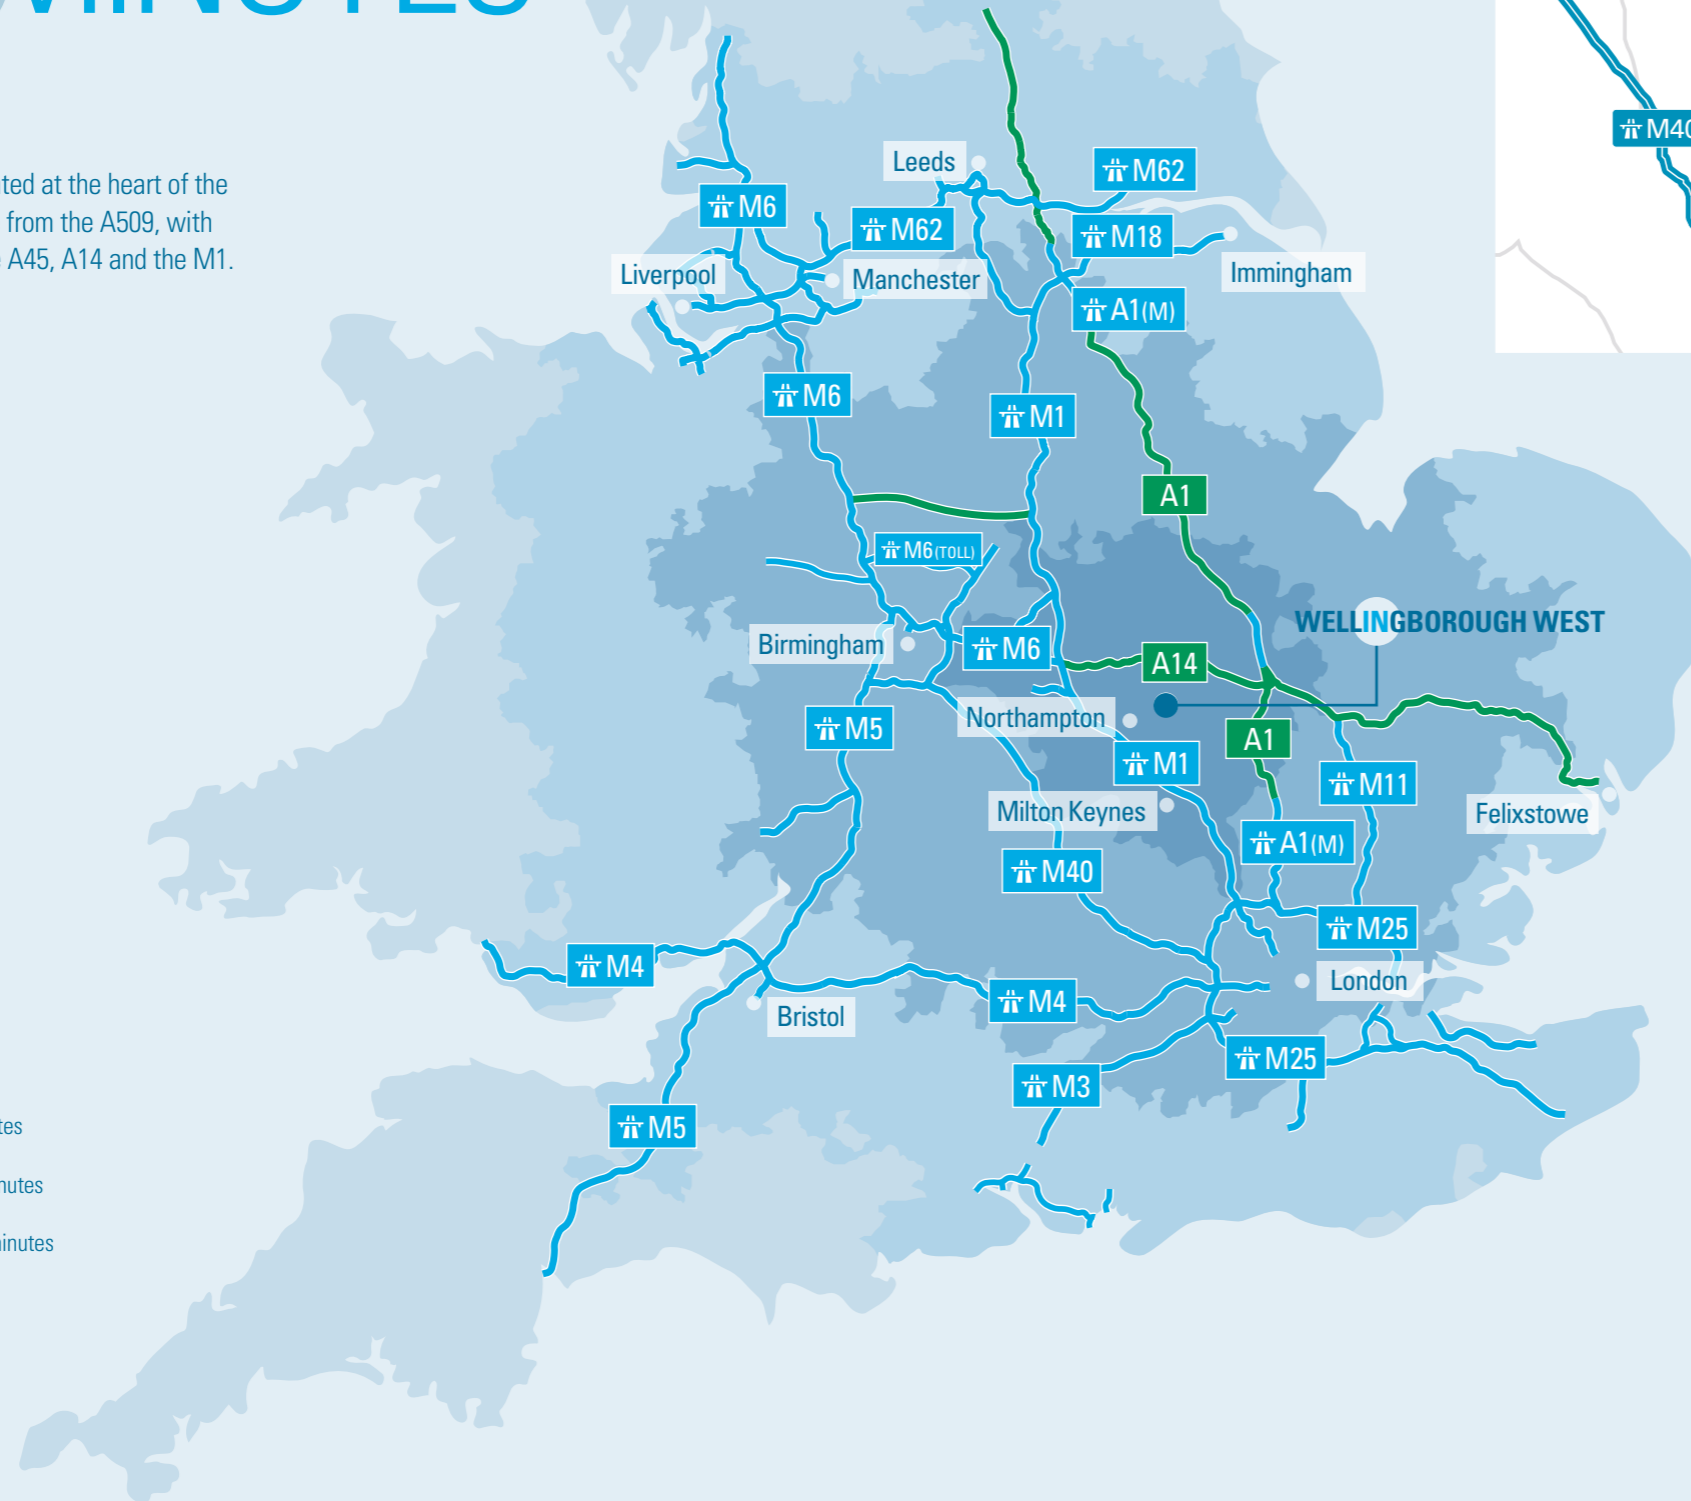 MINUTES
ted at the heart of the
from the A509, with
A45, A14 and the M1.
M40
Leeds
M62
M6
M62
M18
Liverpool
Manchester
Immingham
A1(M)
M6
M1
A1
M6(TOLL)
WELLINGBOROUGH WEST
Birmingham
M6
A14
Northampton
M5
A1
M1
M11
Milton Keynes
Felixstowe
A1(M)
M40
M25
M4
London
M4
Bristol
M25
M3
M5
tes
nutes
inutes